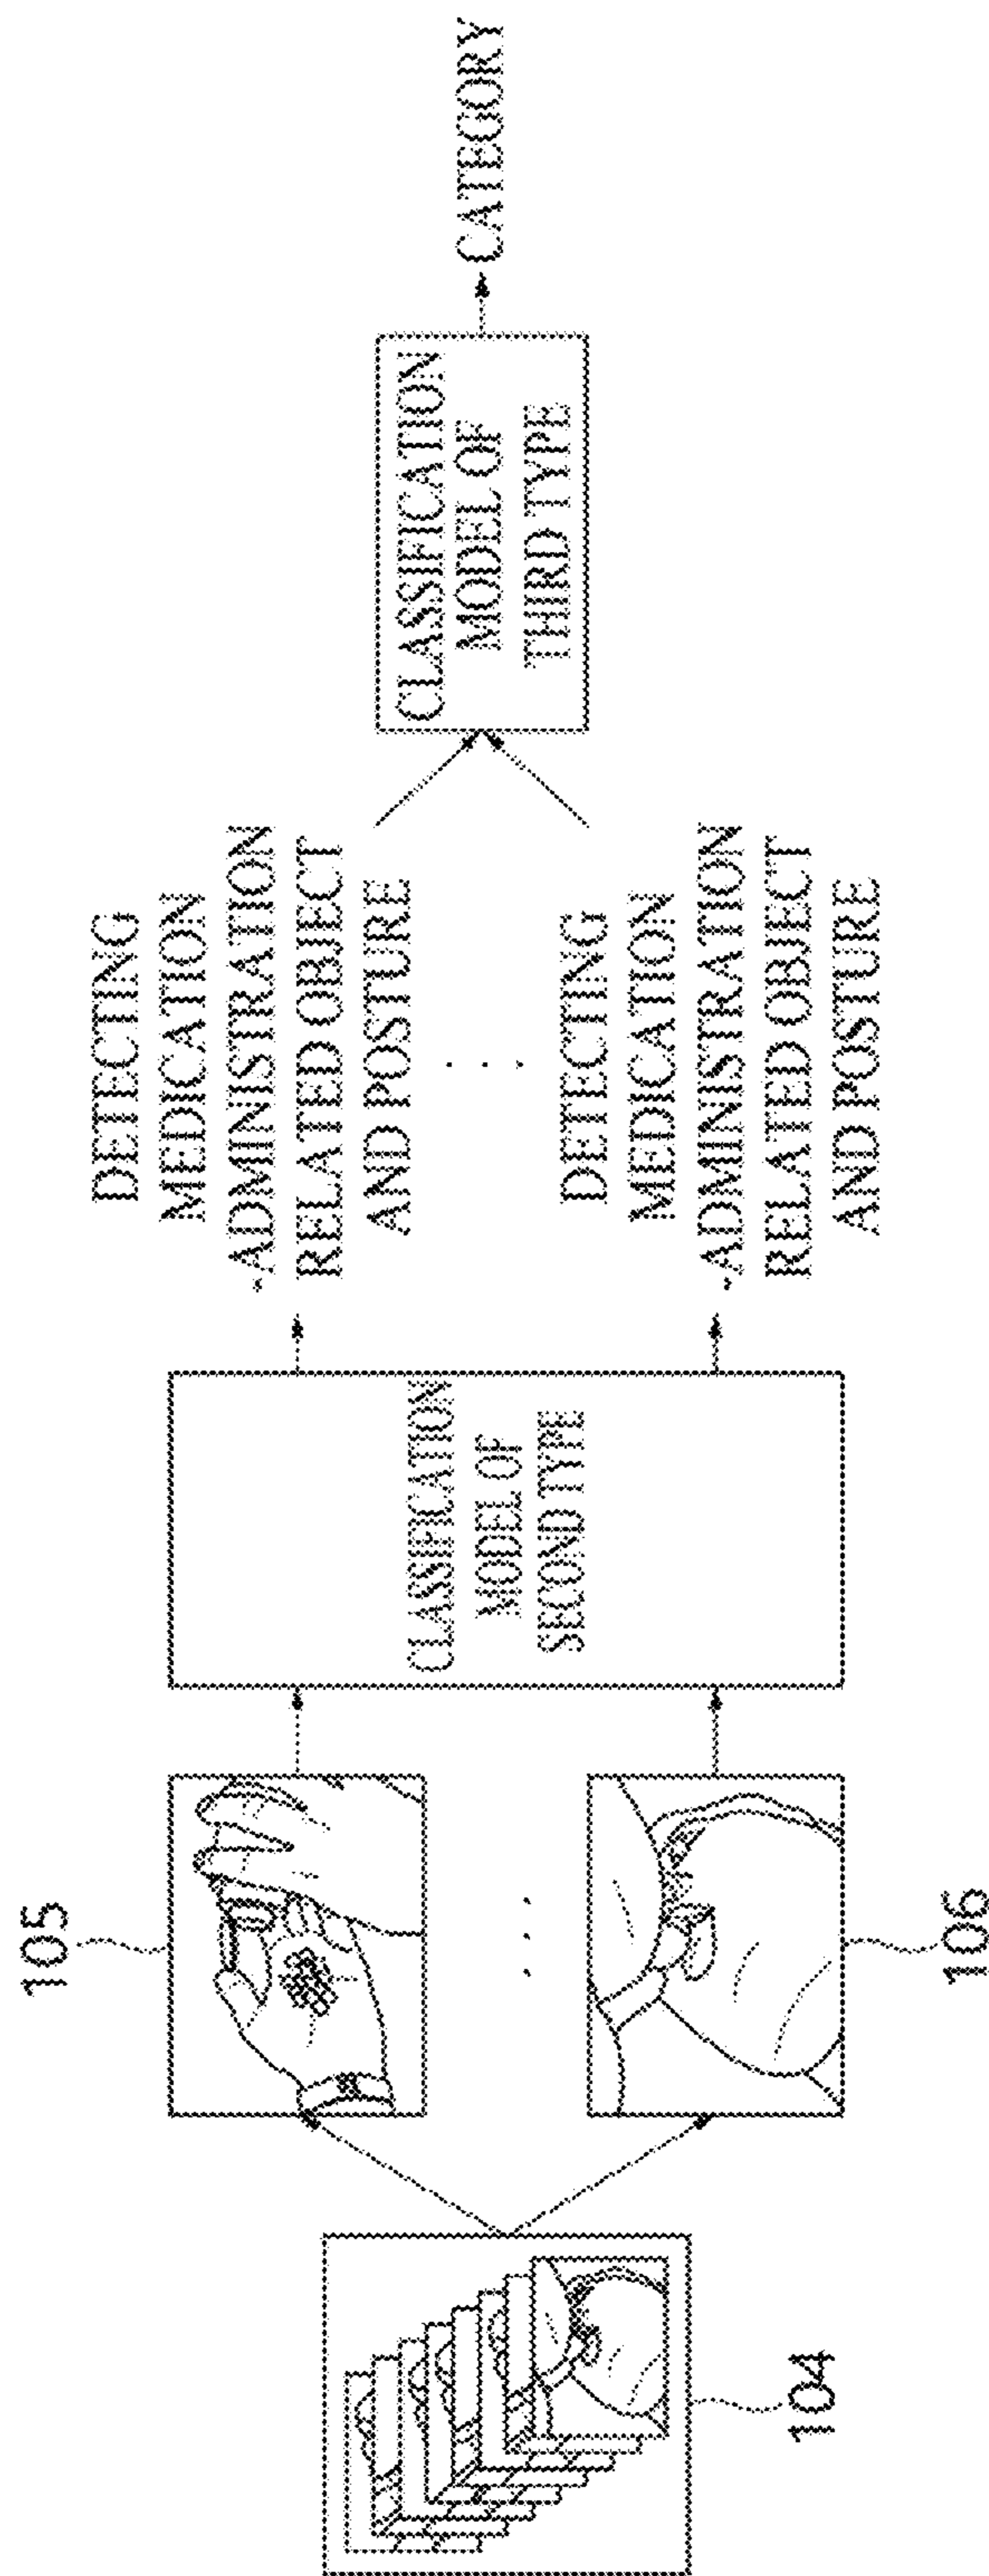 104
105
106
CLASSIFICATION
MODEL OF
SECOND TYPE
DETECTING
MEDICATION
-ADMINISTRATION
RELATED OBJECT
AND POSTURE
. . .
DETECTING
MEDICATION
-ADMINISTRATION
RELATED OBJECT
AND POSTURE
CLASSIFICATION
MODEL OF
THIRD TYPE
CATEGORY